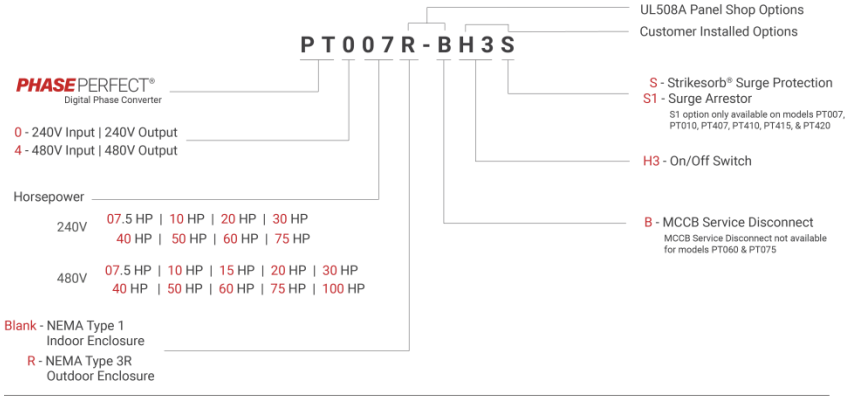 UL508A Panel Shop Options
Customer Installed Options
PT007R-BH3S
PHASEPERFECT®
Digital Phase Converter
0 - 240V Input | 240V Output
4 - 480V Input | 480V Output
Horsepower
240V
07.5 HP | 10 HP | 20 HP | 30 HP
40 HP | 50 HP | 60 HP | 75 HP
480V
07.5 HP | 10 HP | 15 HP | 20 HP | 30 HP
40 HP | 50 HP | 60 HP | 75 HP | 100 HP
Blank - NEMA Type 1
Indoor Enclosure
R - NEMA Type 3R
Outdoor Enclosure
S - Strikesorb® Surge Protection
S1 - Surge Arrestor
S1 option only available on models PT007,
PT010, PT407, PT410, PT415, & PT420
H3 - On/Off Switch
B - MCCB Service Disconnect
MCCB Service Disconnect not available
for models PT060 & PT075